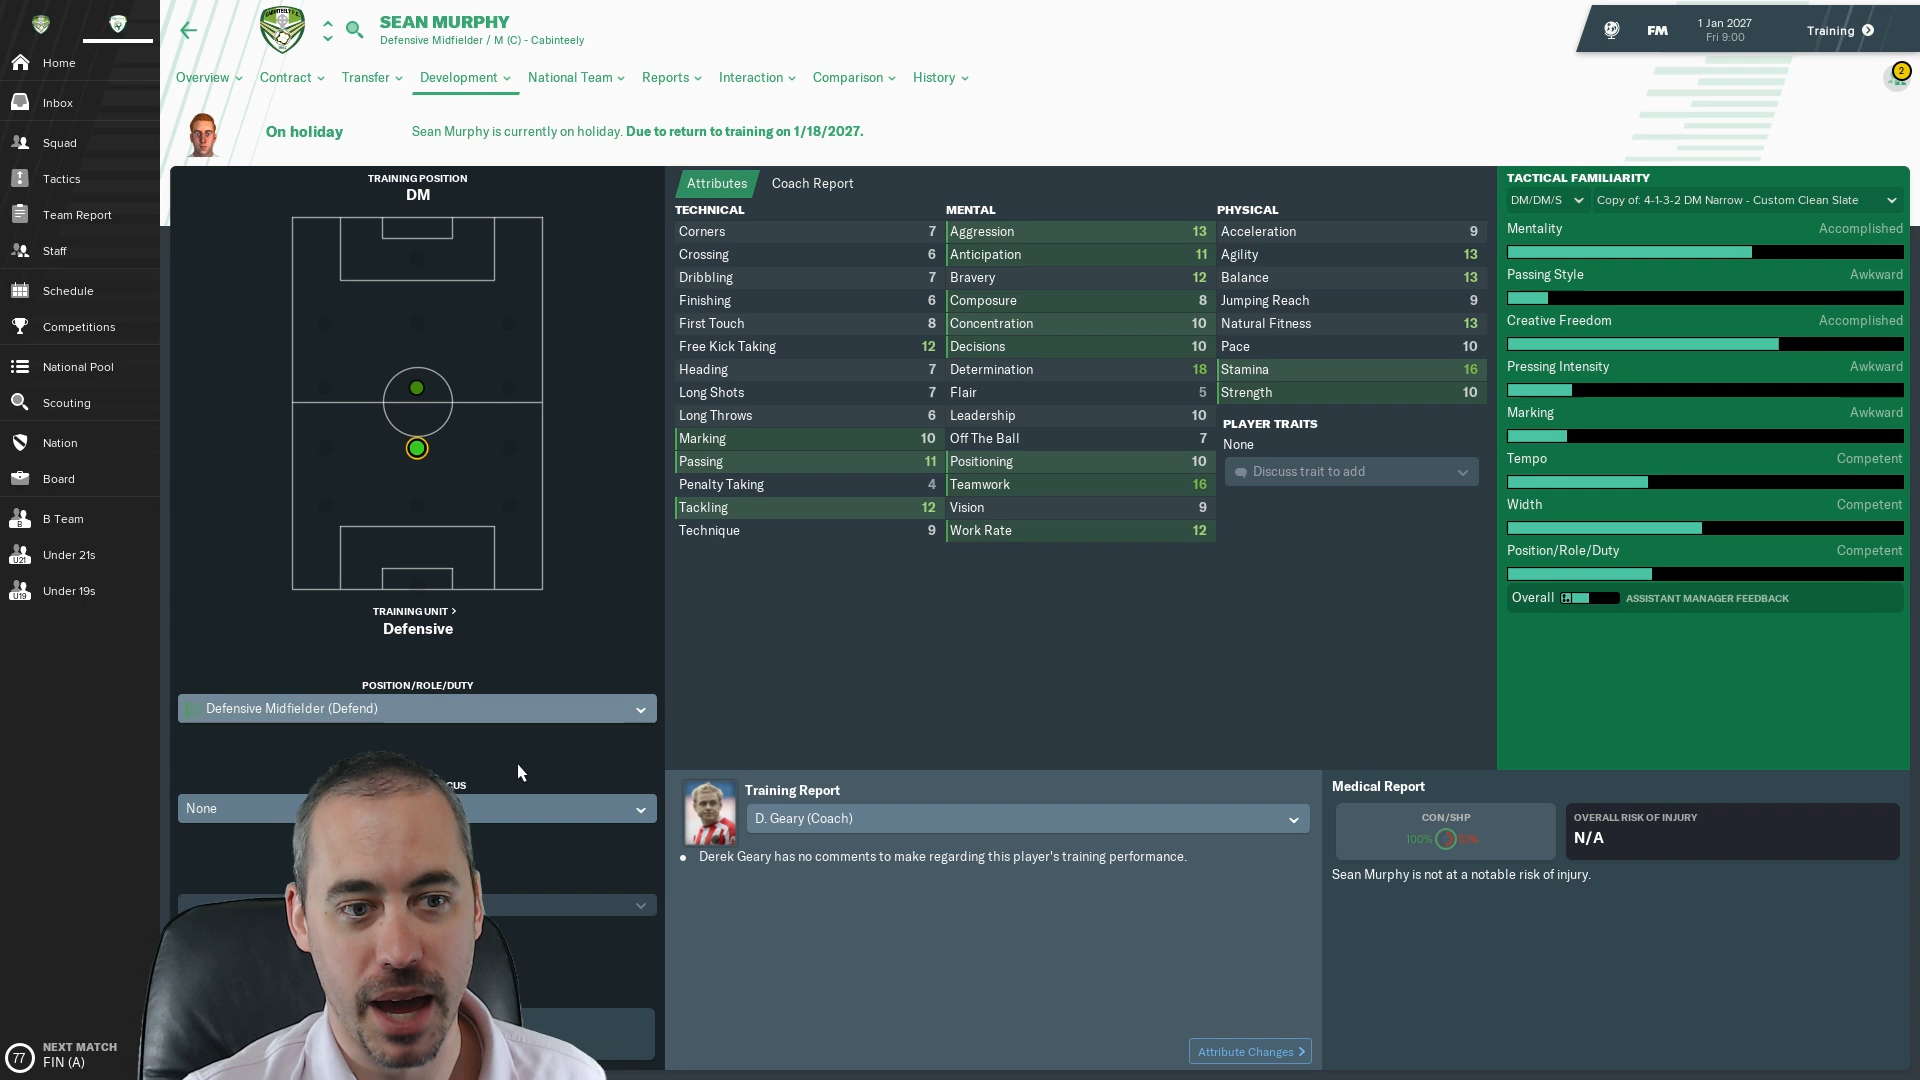 SEAN MURPHY
Defensive Midfielder / M (C) - Cabinteely
1 Jan 2027
Fri 9:00
FM
Training
2
Home
Inbox
Squad
Tactics
Team Report
Staff
Schedule
Competitions
National Pool
Scouting
Nation
Board
B Team
Under 21s
Under 19s
77
NEXT MATCH
FIN (A)
Overview
Contract
Transfer
Development
National Team
Reports
Interaction
Comparison
History
On holiday
Sean Murphy is currently on holiday. Due to return to training on 1/18/2027.
TRAINING POSITION
DM
TRAINING UNIT
Defensive
POSITION/ROLE/DUTY
Defensive Midfielder (Defend)
CUS
None
Attributes
Coach Report
TECHNICAL
Corners 7
Crossing 6
Dribbling 7
Finishing 6
First Touch 8
Free Kick Taking 12
Heading 7
Long Shots 7
Long Throws 6
Marking 10
Passing 11
Penalty Taking 4
Tackling 12
Technique 9
MENTAL
Aggression 13
Anticipation 11
Bravery 12
Composure 8
Concentration 10
Decisions 10
Determination 18
Flair 5
Leadership 10
Off The Ball 7
Positioning 10
Teamwork 16
Vision 9
Work Rate 12
PHYSICAL
Acceleration 9
Agility 13
Balance 13
Jumping Reach 9
Natural Fitness 13
Pace 10
Stamina 16
Strength 10
PLAYER TRAITS
None
Discuss trait to add
TACTICAL FAMILIARITY
DM/DM/S
Copy of: 4-1-3-2 DM Narrow - Custom Clean Slate
Mentality Accomplished
Passing Style Awkward
Creative Freedom Accomplished
Pressing Intensity Awkward
Marking Awkward
Tempo Competent
Width Competent
Position/Role/Duty Competent
Overall
ASSISTANT MANAGER FEEDBACK
Training Report
D. Geary (Coach)
Derek Geary has no comments to make regarding this player's training performance.
Attribute Changes
Medical Report
CON/SHP
100%
OVERALL RISK OF INJURY
N/A
Sean Murphy is not at a notable risk of injury.